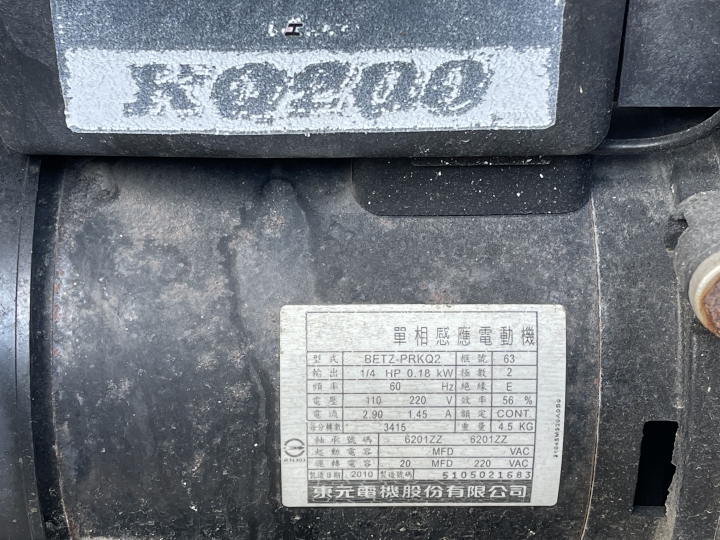 KQ200
單相感應電動機
型式 BETZ-PRKQ2 框號 63
輸出 1/4 HP 0.18 kW 極數 2
頻率 60 Hz 絕緣 E
電壓 110 220 V 效率 56 %
電流 2.90 1.45 A 額定 CONT.
每分轉數 3415 重量 4.5 KG
軸承號碼 6201ZZ 6201ZZ
起動電容 MFD VAC
運轉電容 20 MFD 220 VAC
製造日期 2010 製造號碼 5105021683
東元電機股份有限公司